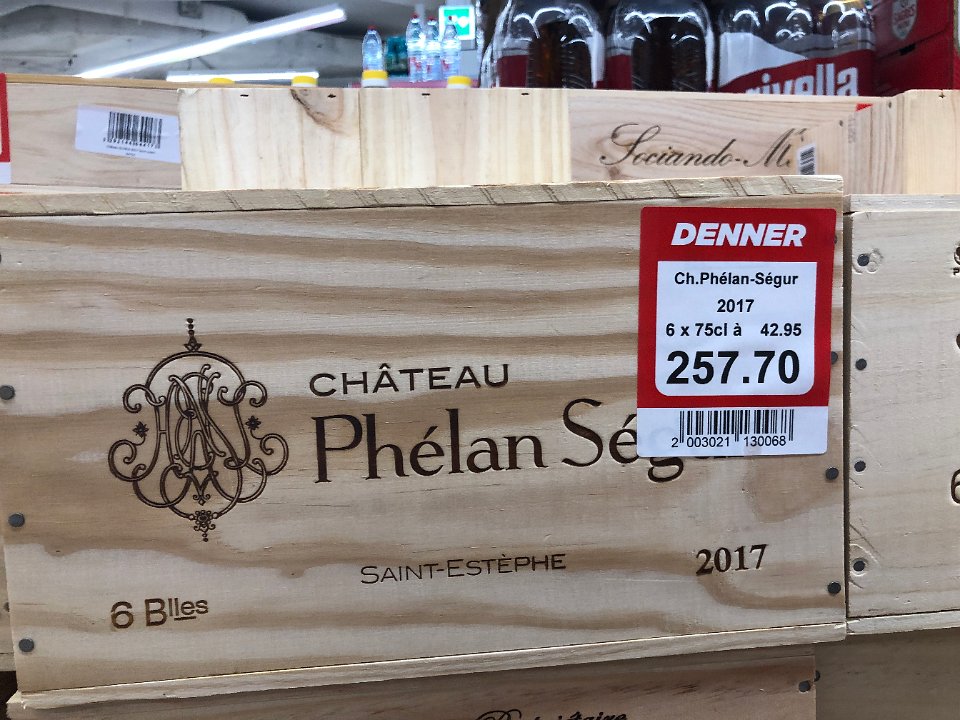 rivella
Sociando-M
DENNER
Ch.Phélan-Ségur
2017
6 x 75cl à 42.95
257.70
2 003021 130068
CHÂTEAU
Phélan Ség
SAINT-ESTÈPHE
2017
6 Blles